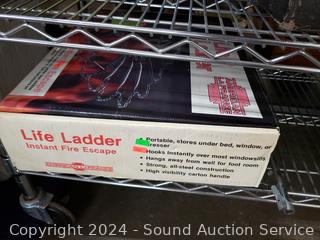 Life Ladder
Instant Fire Escape
• Portable, stores under bed, window, or
dresser
• Hooks instantly over most windowsills
• Hangs away from wall for foot room
• Strong, all-steel construction
• High visibility carton handle
Copyright 2024 - Sound Auction Service